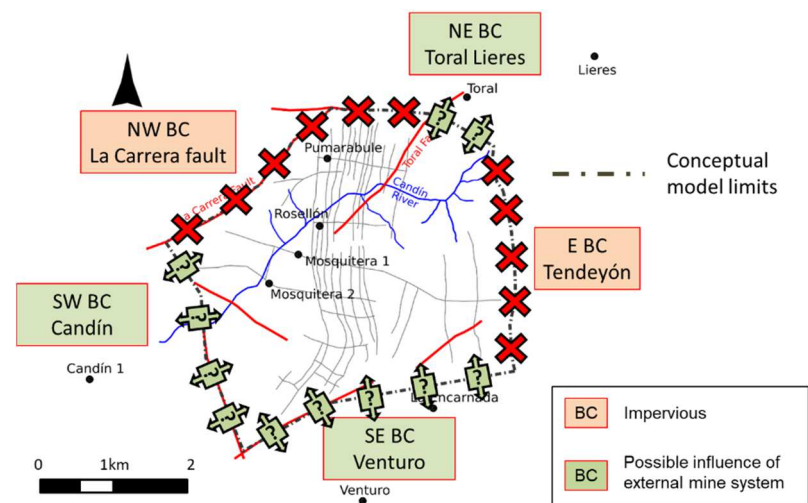 NE BC
Toral Lieres
Lieres
Toral
NW BC
La Carrera fault
Pumarabule
Toral Fa
La Carrera Fault
Candín
River
Conceptual
model limits
Rosellón
Mosquitera 1
Mosquitera 2
E BC
Tendeyón
SW BC
Candín
Candín 1
? ? ? ? ? ? ? ? ? ? ?
Encarnada
SE BC
Venturo
Venturo
0 1km 2
BC Impervious
BC Possible influence of
external mine system